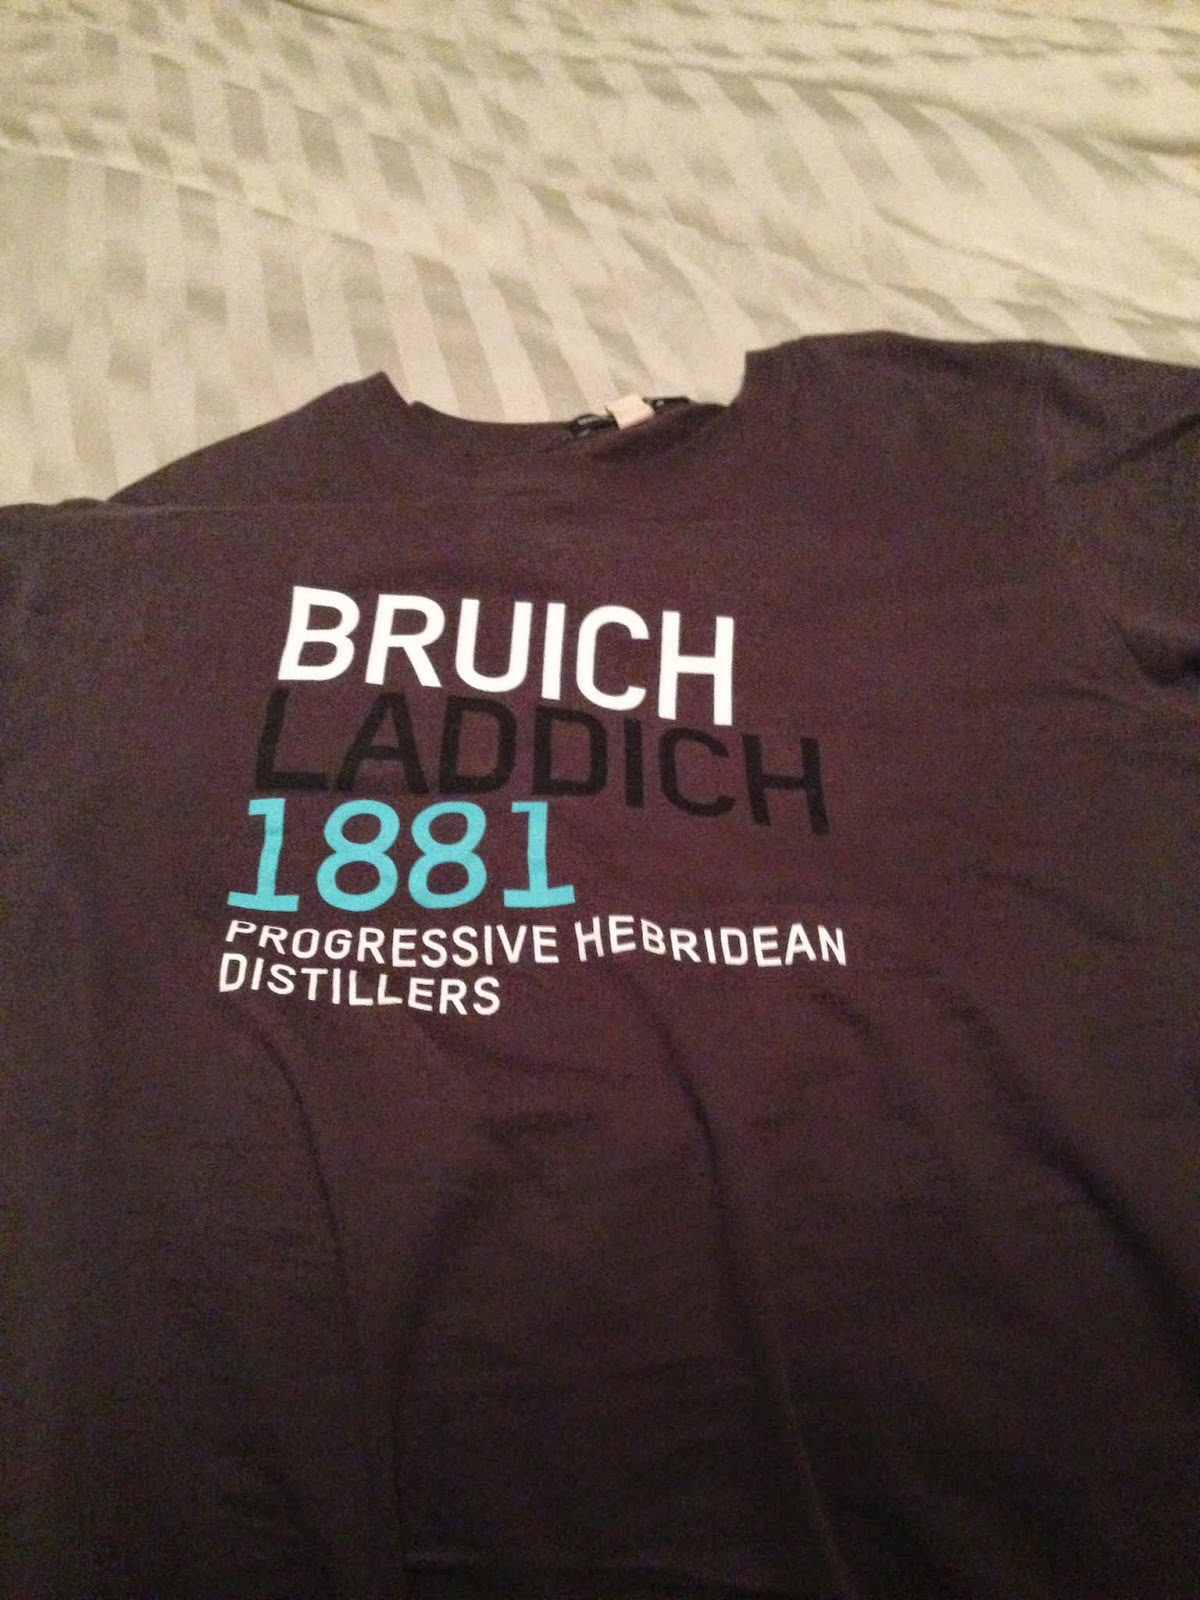 BRUICH
LADDICH
1881
PROGRESSIVE HEBRIDEAN
DISTILLERS